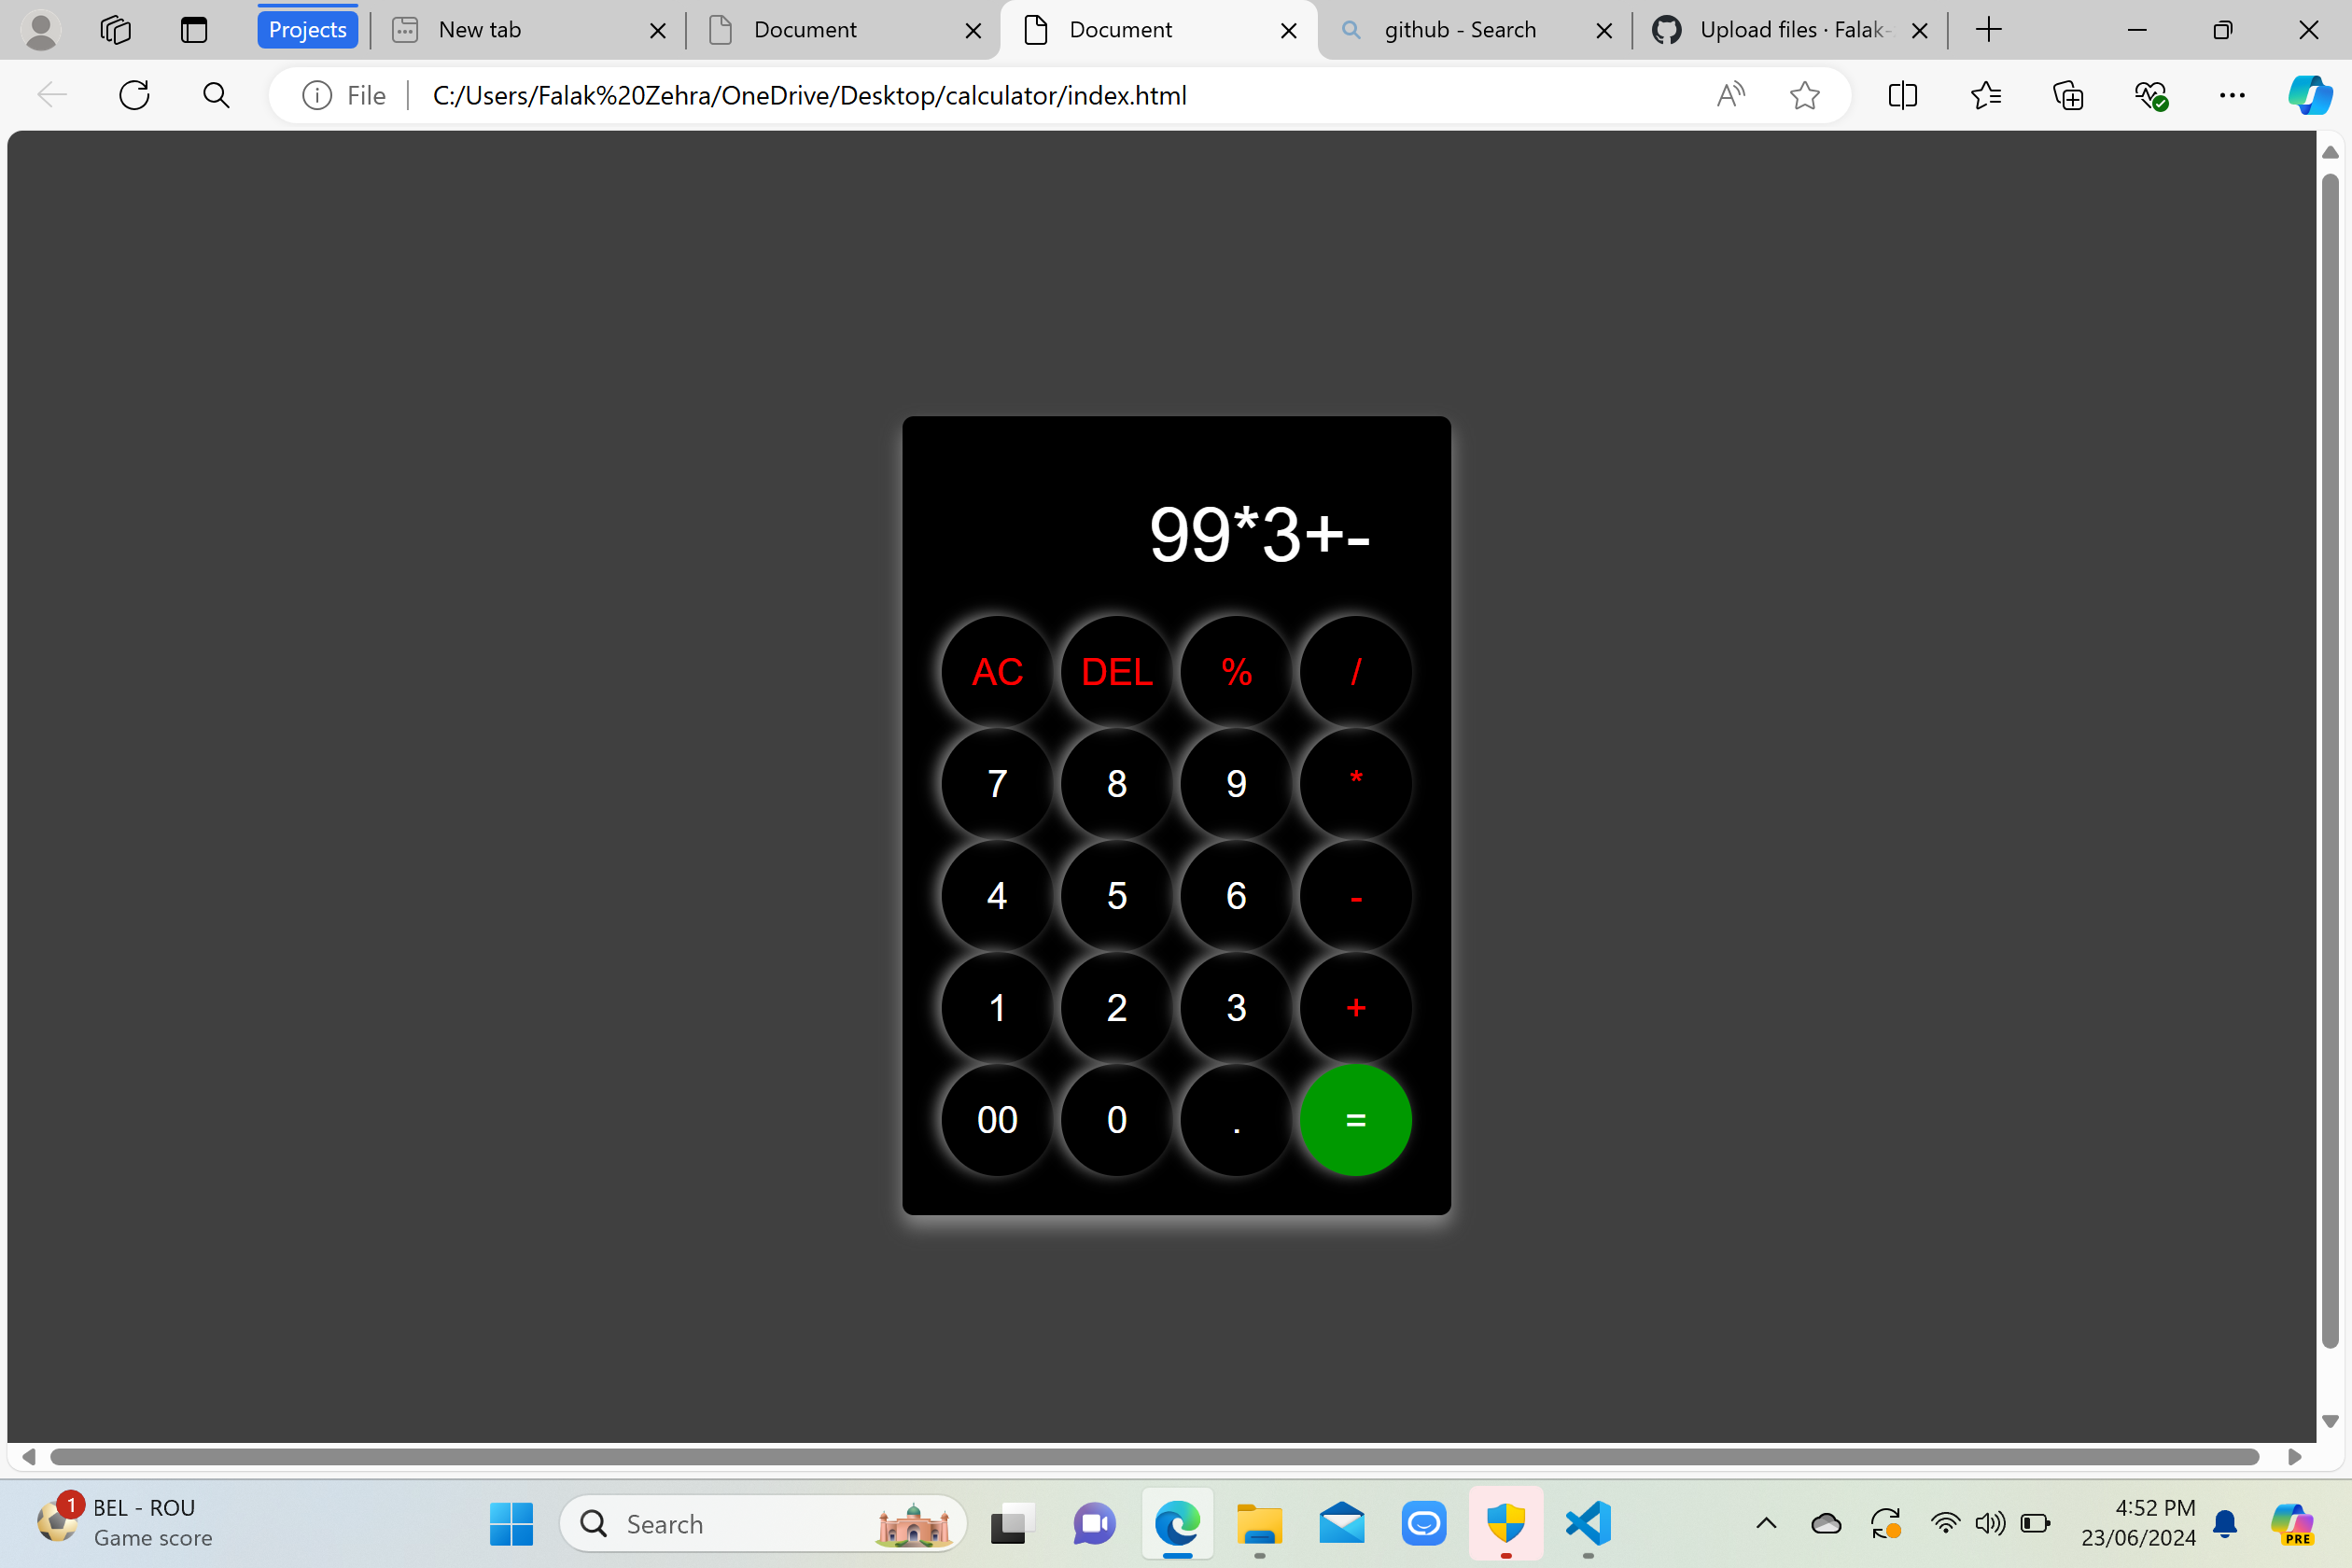 Projects
New tab
Document
Document
github - Search
Upload files · Falak-
File
C:/Users/Falak%20Zehra/OneDrive/Desktop/calculator/index.html
99*3+-
AC DEL % /
7 8 9 *
4 5 6 -
1 2 3 +
00 0 . =
1
BEL - ROU
Game score
Search
4:52 PM
23/06/2024
PRE